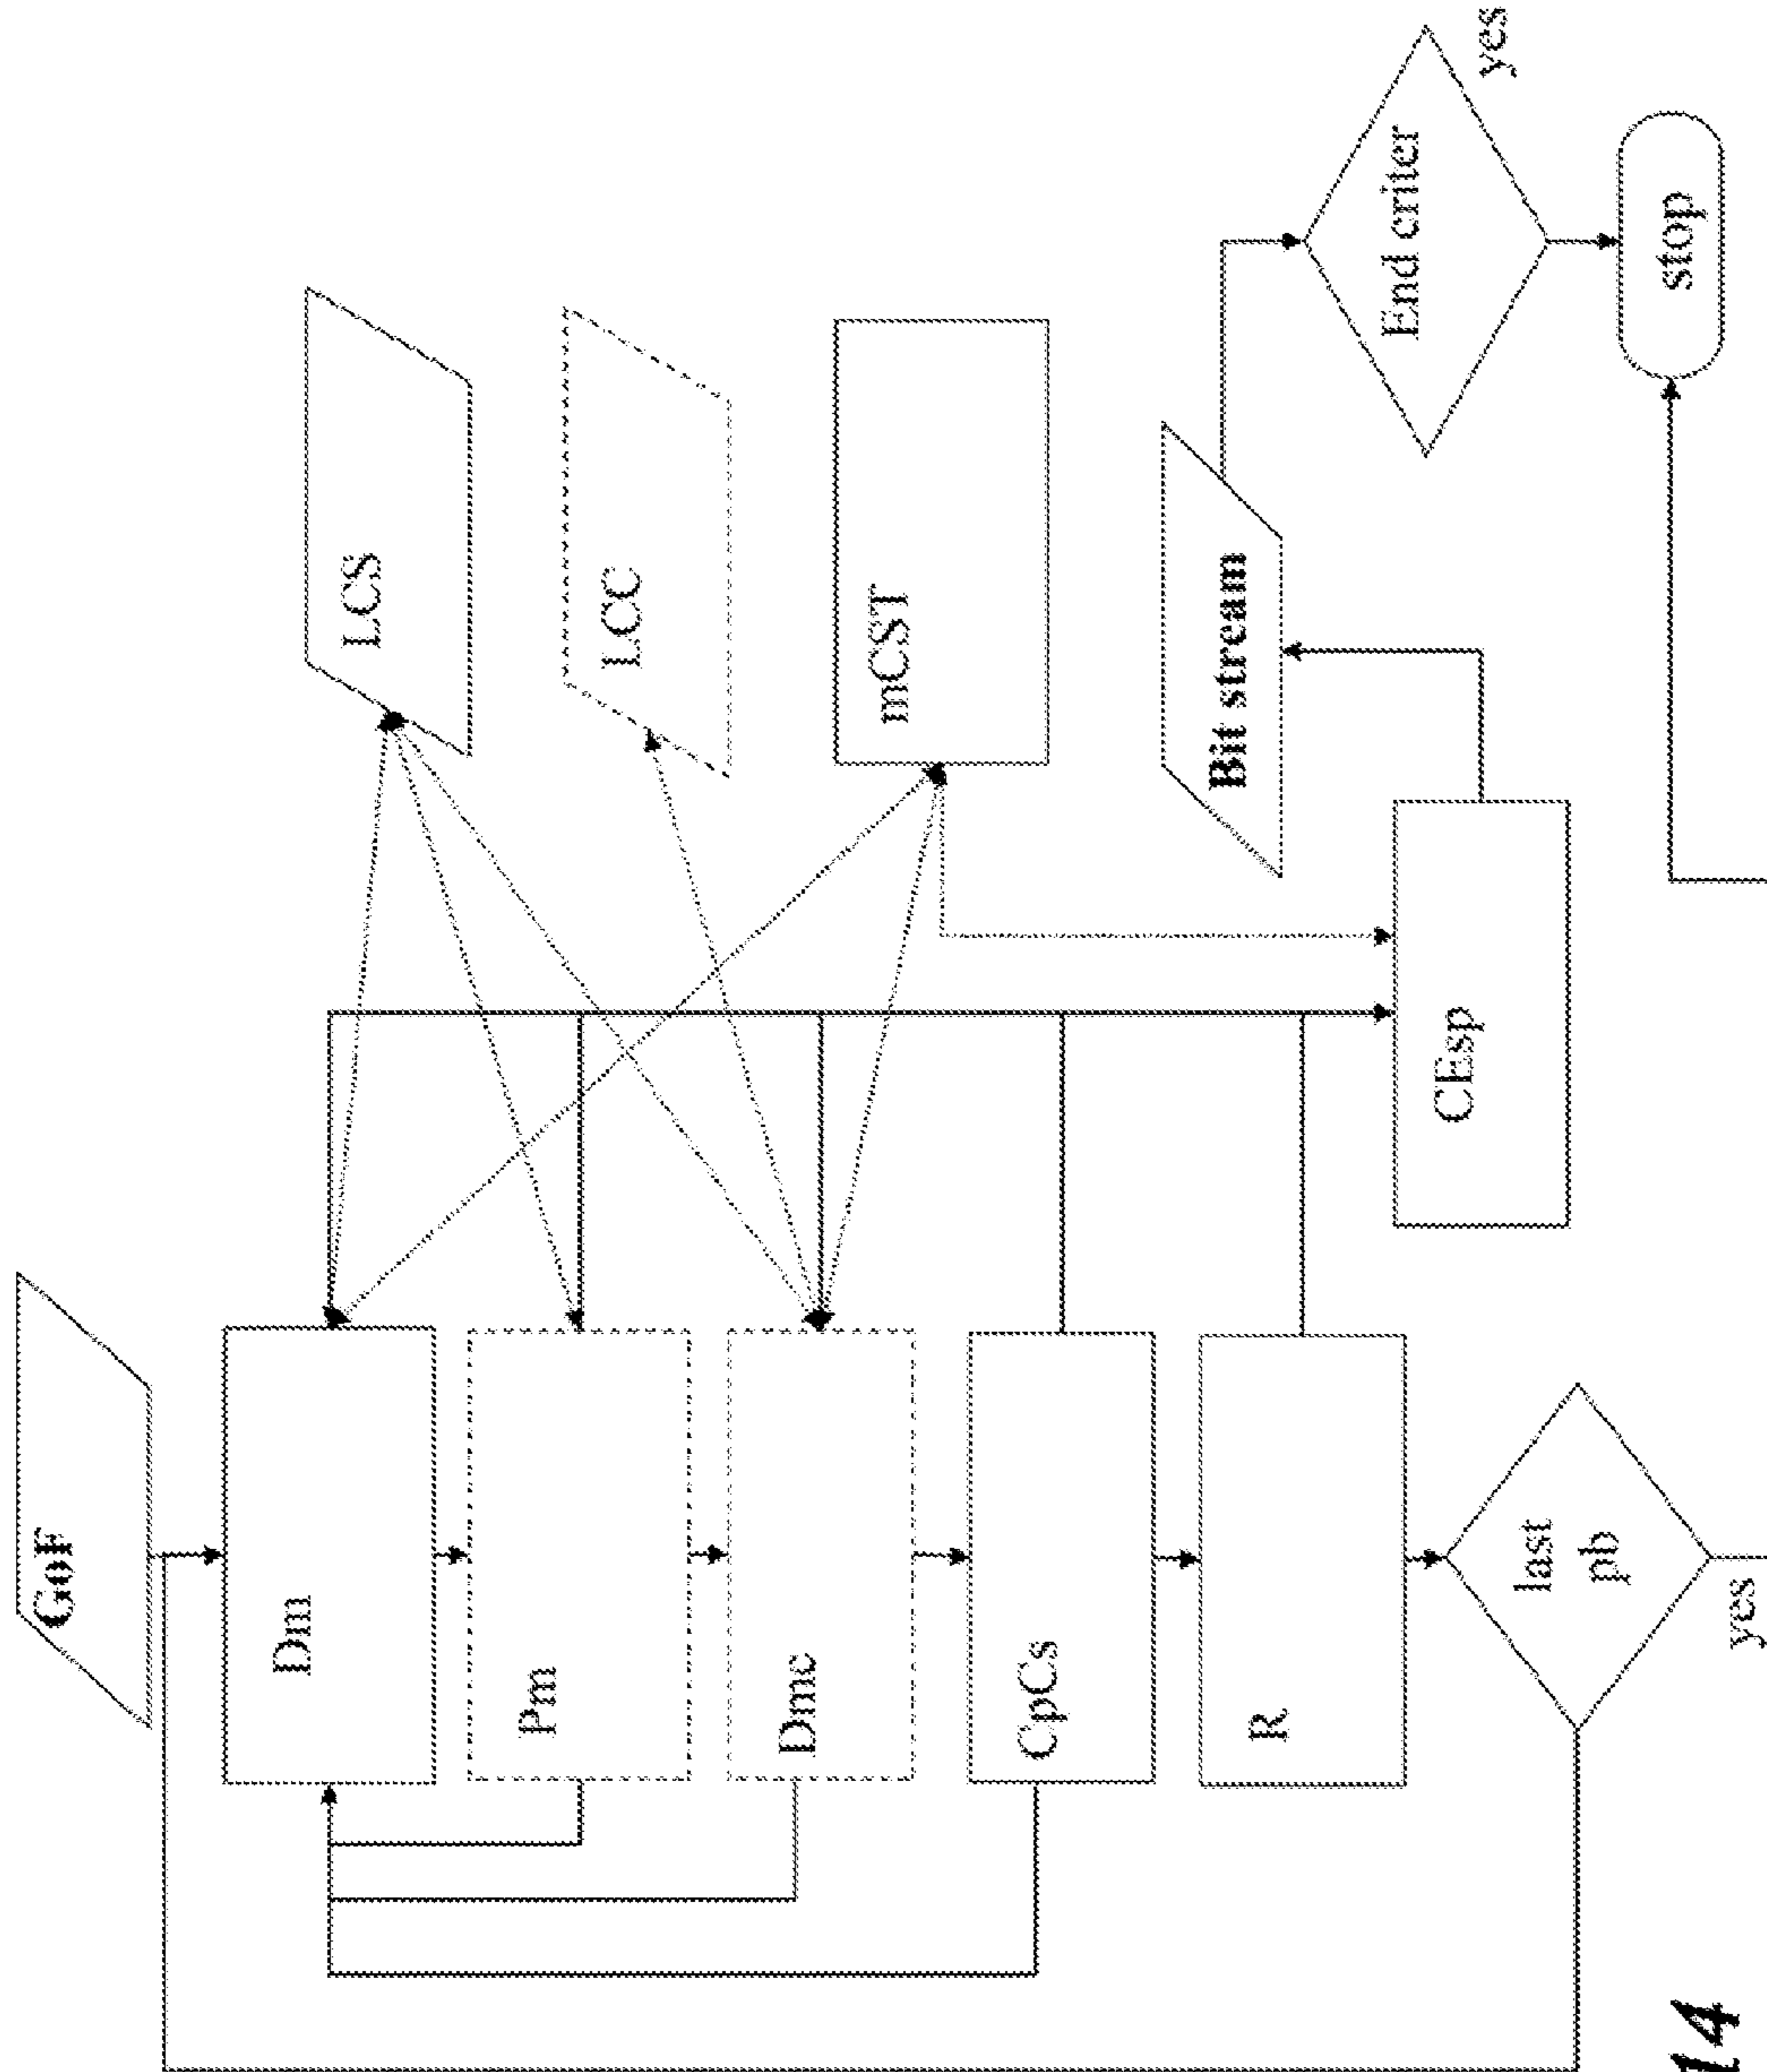 GoF
Dm
Pm
Dmc
CpCs
R
last
pb
yes
LCS
LCC
mCST
Bit stream
CEsp
End criter
yes
stop
14